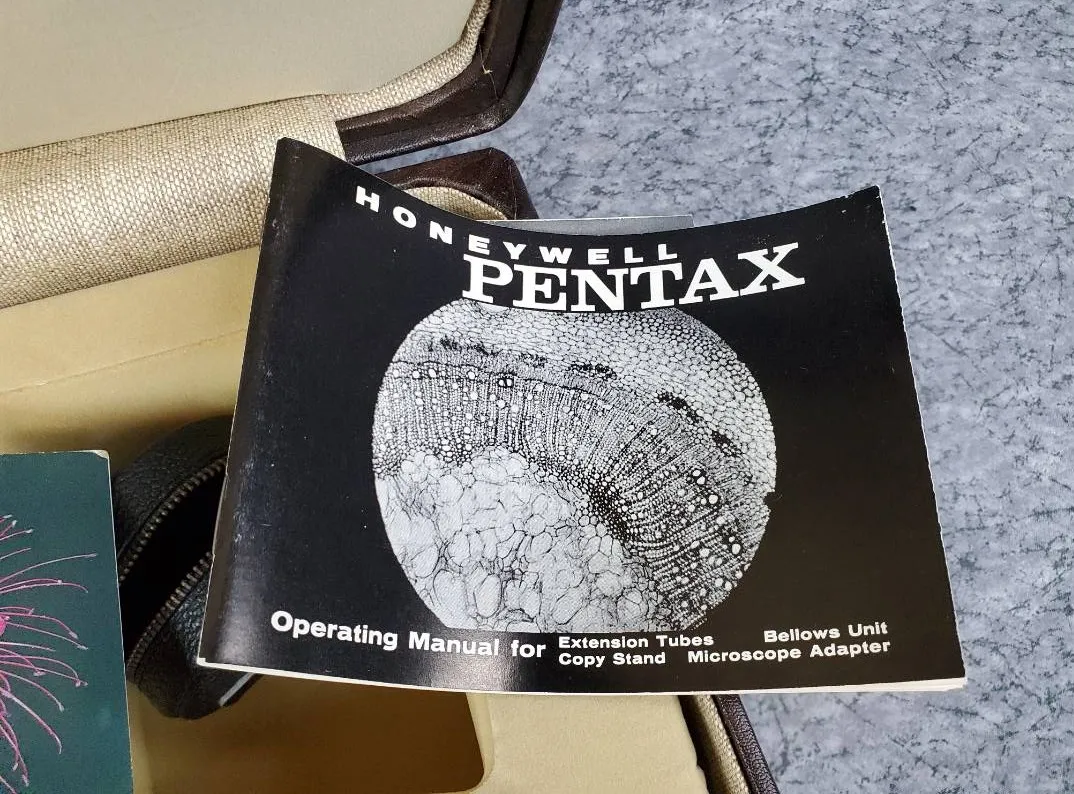 HONEYWELL
PENTAX
Operating Manual for
Extension Tubes Bellows Unit
Copy Stand Microscope Adapter